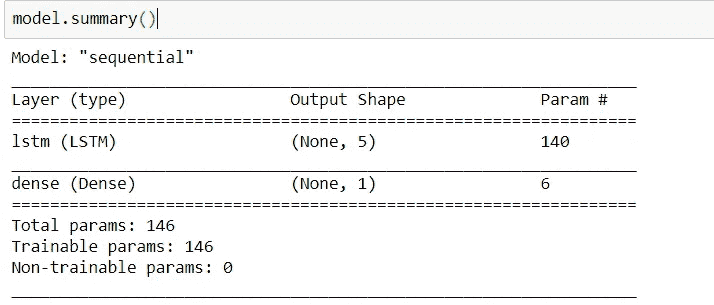 model.summary()
Model: "sequential"
Layer (type) Output Shape Param #
lstm (LSTM) (None, 5) 140
dense (Dense) (None, 1) 6
Total params: 146
Trainable params: 146
Non-trainable params: 0